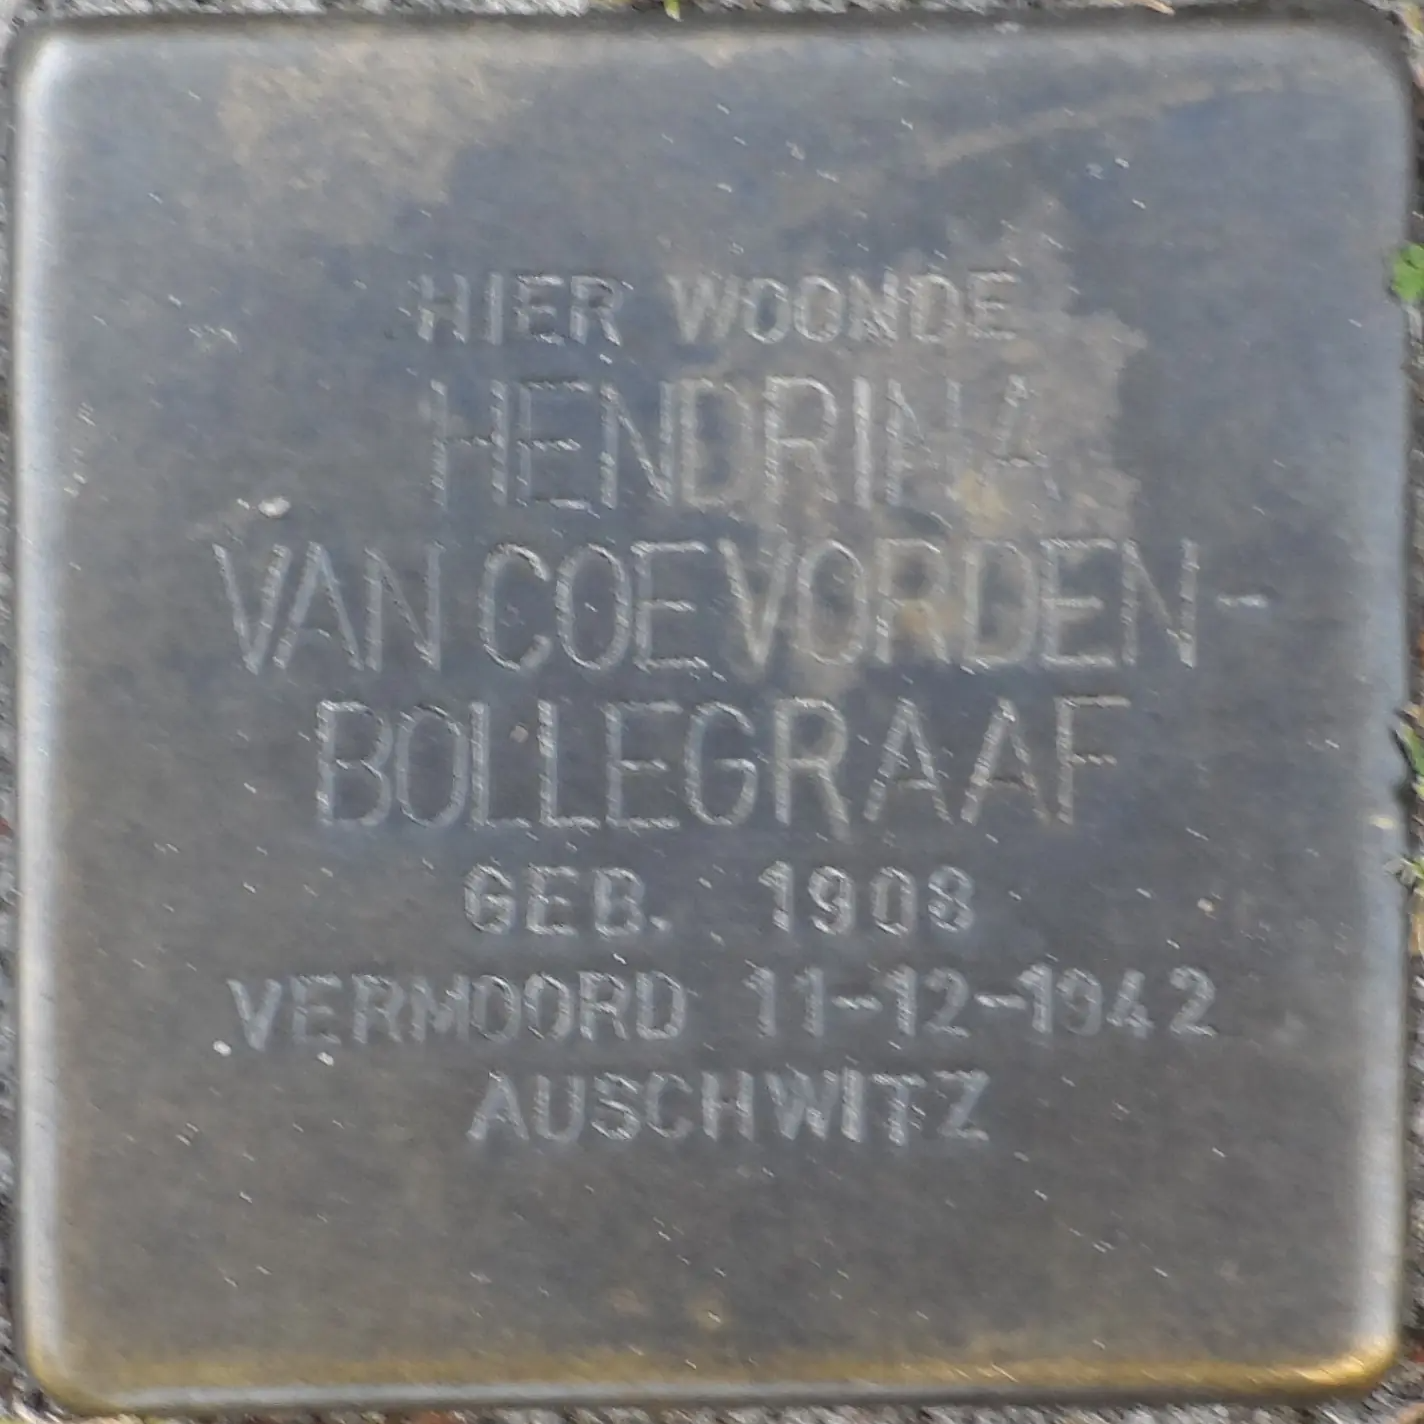 HIER WOONDE
HENDRINA
VAN COEVORDEN-
BOLLEGRAAF
GEB. 1908
VERMOORD 11-12-1942
AUSCHWITZ